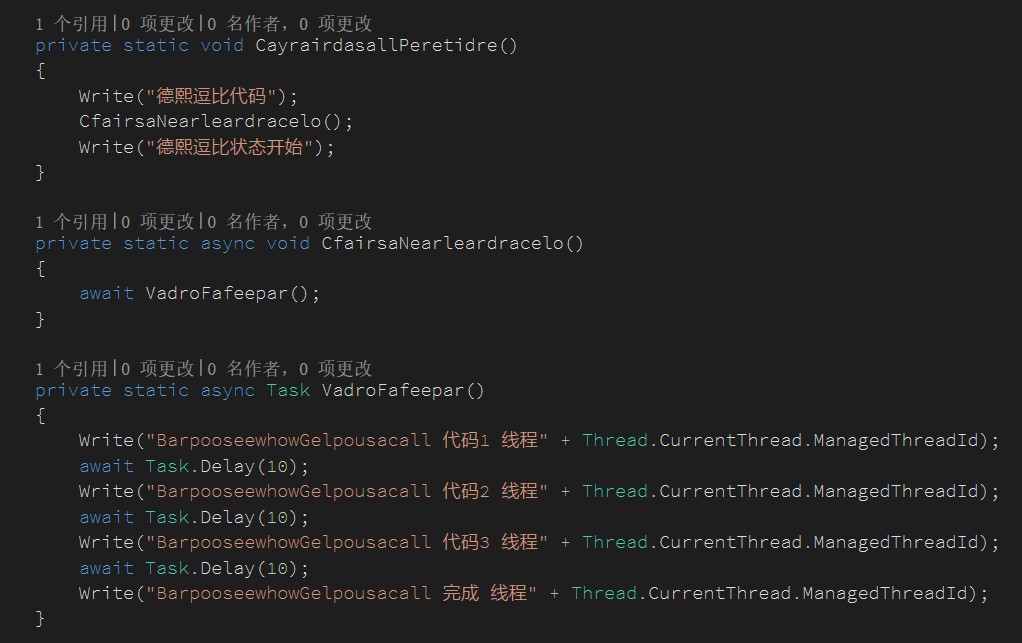 1 个引用|0 项更改|0 名作者，0 项更改
private static void CayrairdasallPeretidre()
{
Write("德熙逗比代码");
CfairsaNearleardracelo();
Write("德熙逗比状态开始");
}
1 个引用|0 项更改|0 名作者，0 项更改
private static async void CfairsaNearleardracelo()
{
await VadroFafeepar();
}
1 个引用|0 项更改|0 名作者，0 项更改
private static async Task VadroFafeepar()
{
Write("BarpooseewhowGelpousacall 代码1 线程" + Thread.CurrentThread.ManagedThreadId);
await Task.Delay(10);
Write("BarpooseewhowGelpousacall 代码2 线程" + Thread.CurrentThread.ManagedThreadId);
await Task.Delay(10);
Write("BarpooseewhowGelpousacall 代码3 线程" + Thread.CurrentThread.ManagedThreadId);
await Task.Delay(10);
Write("BarpooseewhowGelpousacall 完成 线程" + Thread.CurrentThread.ManagedThreadId);
}